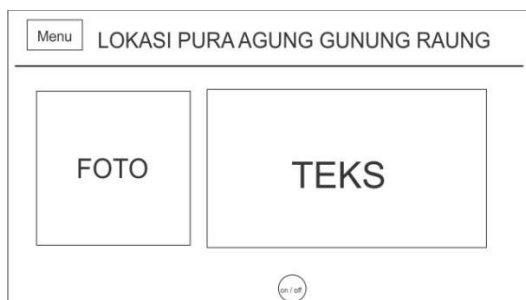 Menu
LOKASI PURA AGUNG GUNUNG RAUNG
FOTO
TEKS
on / off